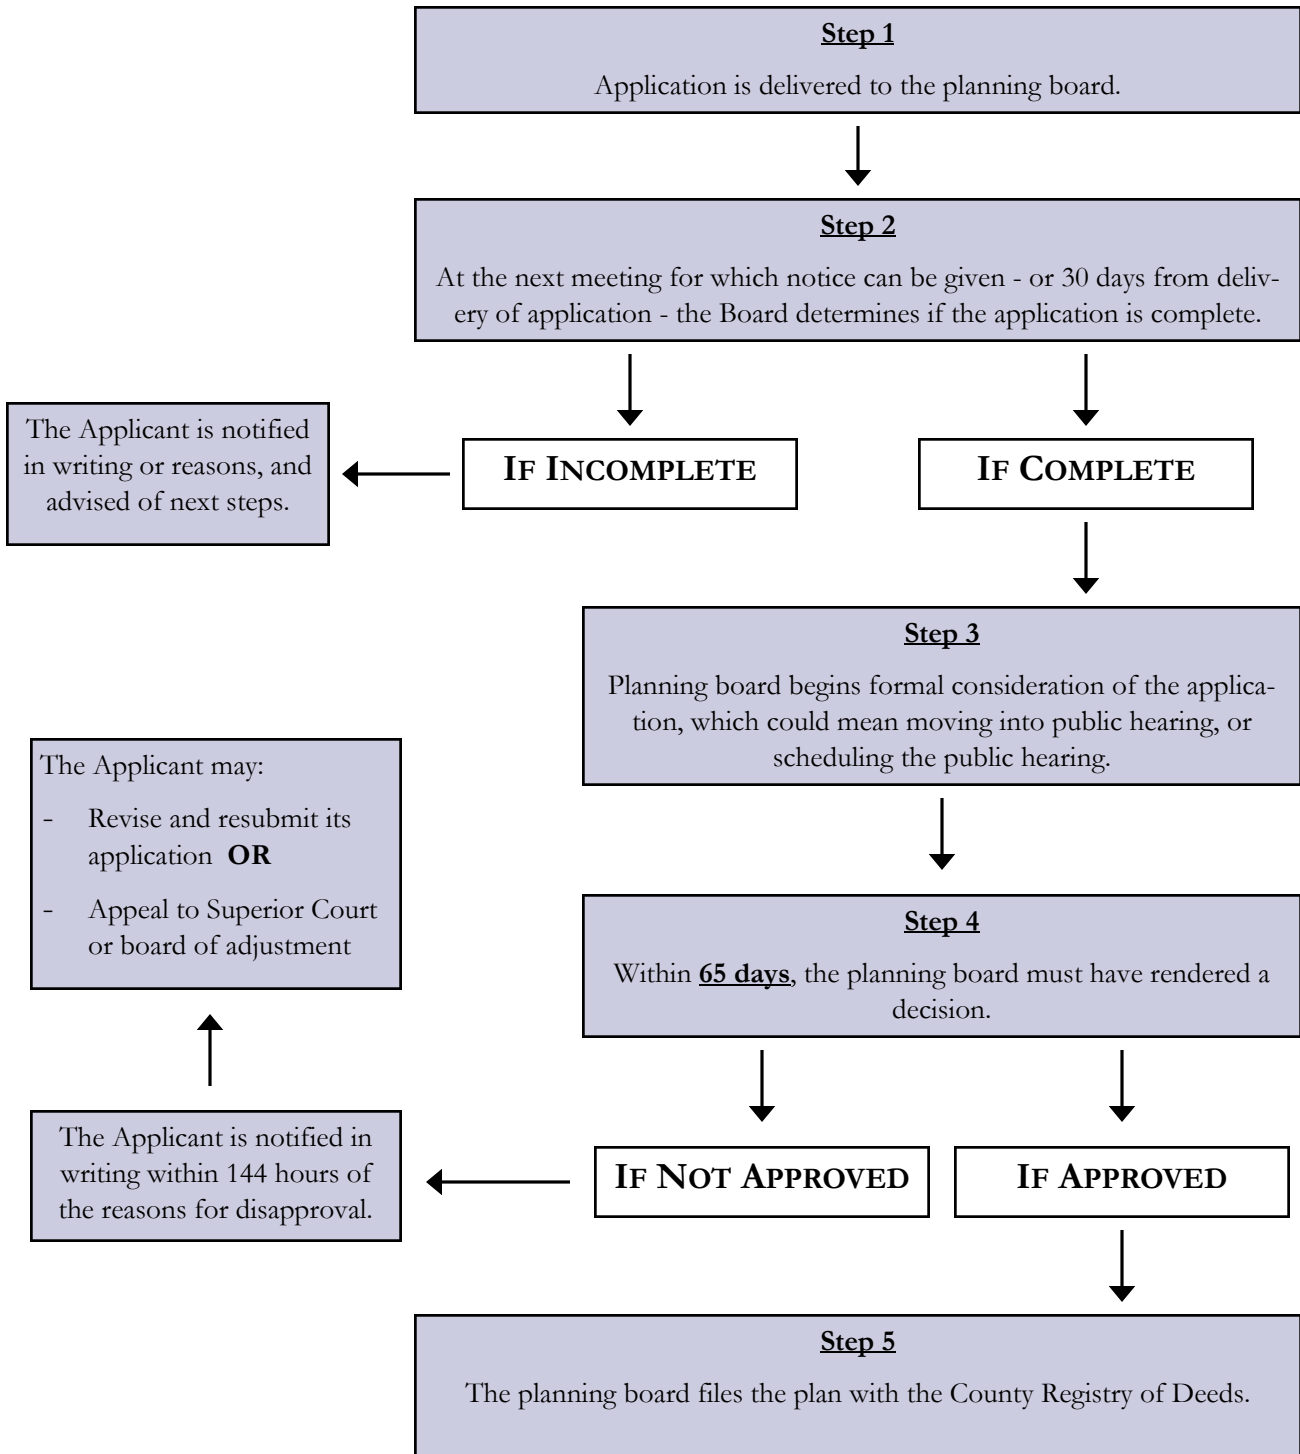 Step 1
Application is delivered to the planning board.
Step 2
At the next meeting for which notice can be given - or 30 days from deliv-
ery of application - the Board determines if the application is complete.
The Applicant is notified
in writing or reasons, and
advised of next steps.
IF INCOMPLETE
IF COMPLETE
Step 3
Planning board begins formal consideration of the applica-
tion, which could mean moving into public hearing, or
scheduling the public hearing.
The Applicant may:
- Revise and resubmit its
application OR
- Appeal to Superior Court
or board of adjustment
Step 4
Within 65 days, the planning board must have rendered a
decision.
The Applicant is notified in
writing within 144 hours of
the reasons for disapproval.
IF NOT APPROVED
IF APPROVED
Step 5
The planning board files the plan with the County Registry of Deeds.